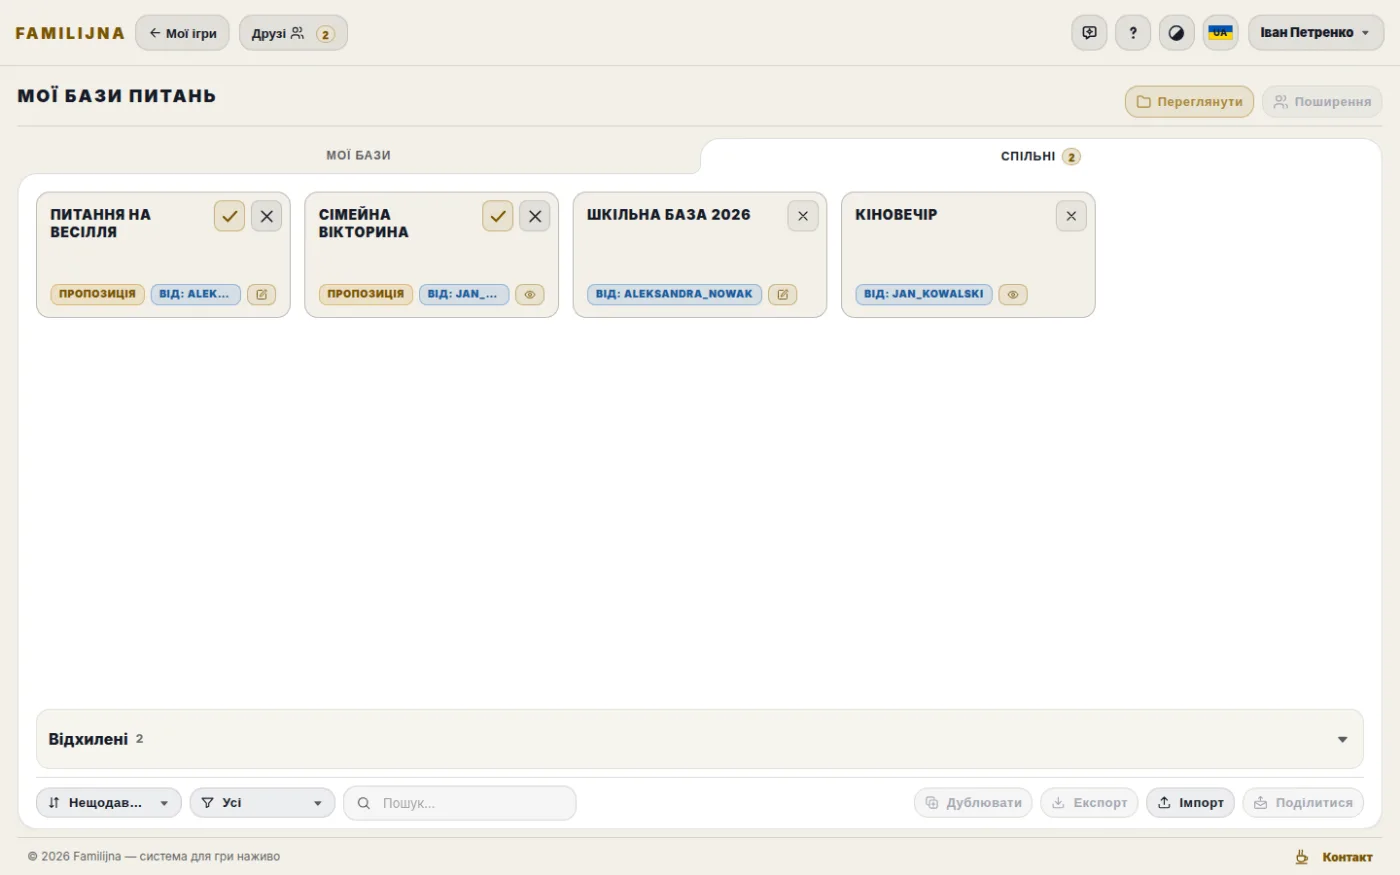 FAMILIJNA
Мої ігри
Друзі 2
?
UA
Іван Петренко
МОЇ БАЗИ ПИТАНЬ
Переглянути
Поширення
МОЇ БАЗИ
СПІЛЬНІ 2
ПИТАННЯ НА
ВЕСІЛЛЯ
ПРОПОЗИЦІЯ
ВІД: ALEK...
СІМЕЙНА
ВІКТОРИНА
ПРОПОЗИЦІЯ
ВІД: JAN_...
ШКІЛЬНА БАЗА 2026
ВІД: ALEKSANDRA_NOWAK
КІНОВЕЧІР
ВІД: JAN_KOWALSKI
Відхилені 2
Нещодав...
Усі
Пошук...
Дублювати
Експорт
Імпорт
Поділитися
© 2026 Familijna — система для гри наживо
Контакт